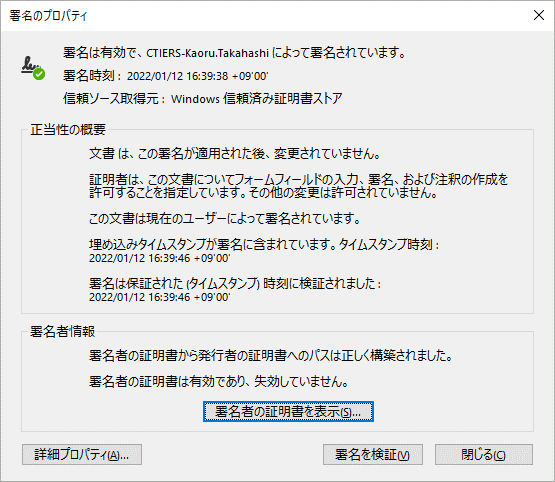 署名のプロパティ
署名は有効で、CTIERS-Kaoru.Takahashi によって署名されています。
署名時刻 : 2022/01/12 16:39:38 +09'00'
信頼ソース取得元 : Windows 信頼済み証明書ストア
正当性の概要
文書 は、この署名が適用された後、変更されていません。
証明者は、この文書についてフォームフィールドの入力、署名、および注釈の作成を
許可することを指定しています。その他の変更は許可されていません。
この文書は現在のユーザーによって署名されています。
埋め込みタイムスタンプが署名に含まれています。タイムスタンプ時刻 :
2022/01/12 16:39:46 +09'00'
署名は保証された (タイムスタンプ) 時刻に検証されました :
2022/01/12 16:39:46 +09'00'
署名者情報
署名者の証明書から発行者の証明書へのパスは正しく構築されました。
署名者の証明書は有効であり、失効していません。
署名者の証明書を表示(S)...
詳細プロパティ(A)...
署名を検証(V)
閉じる(C)